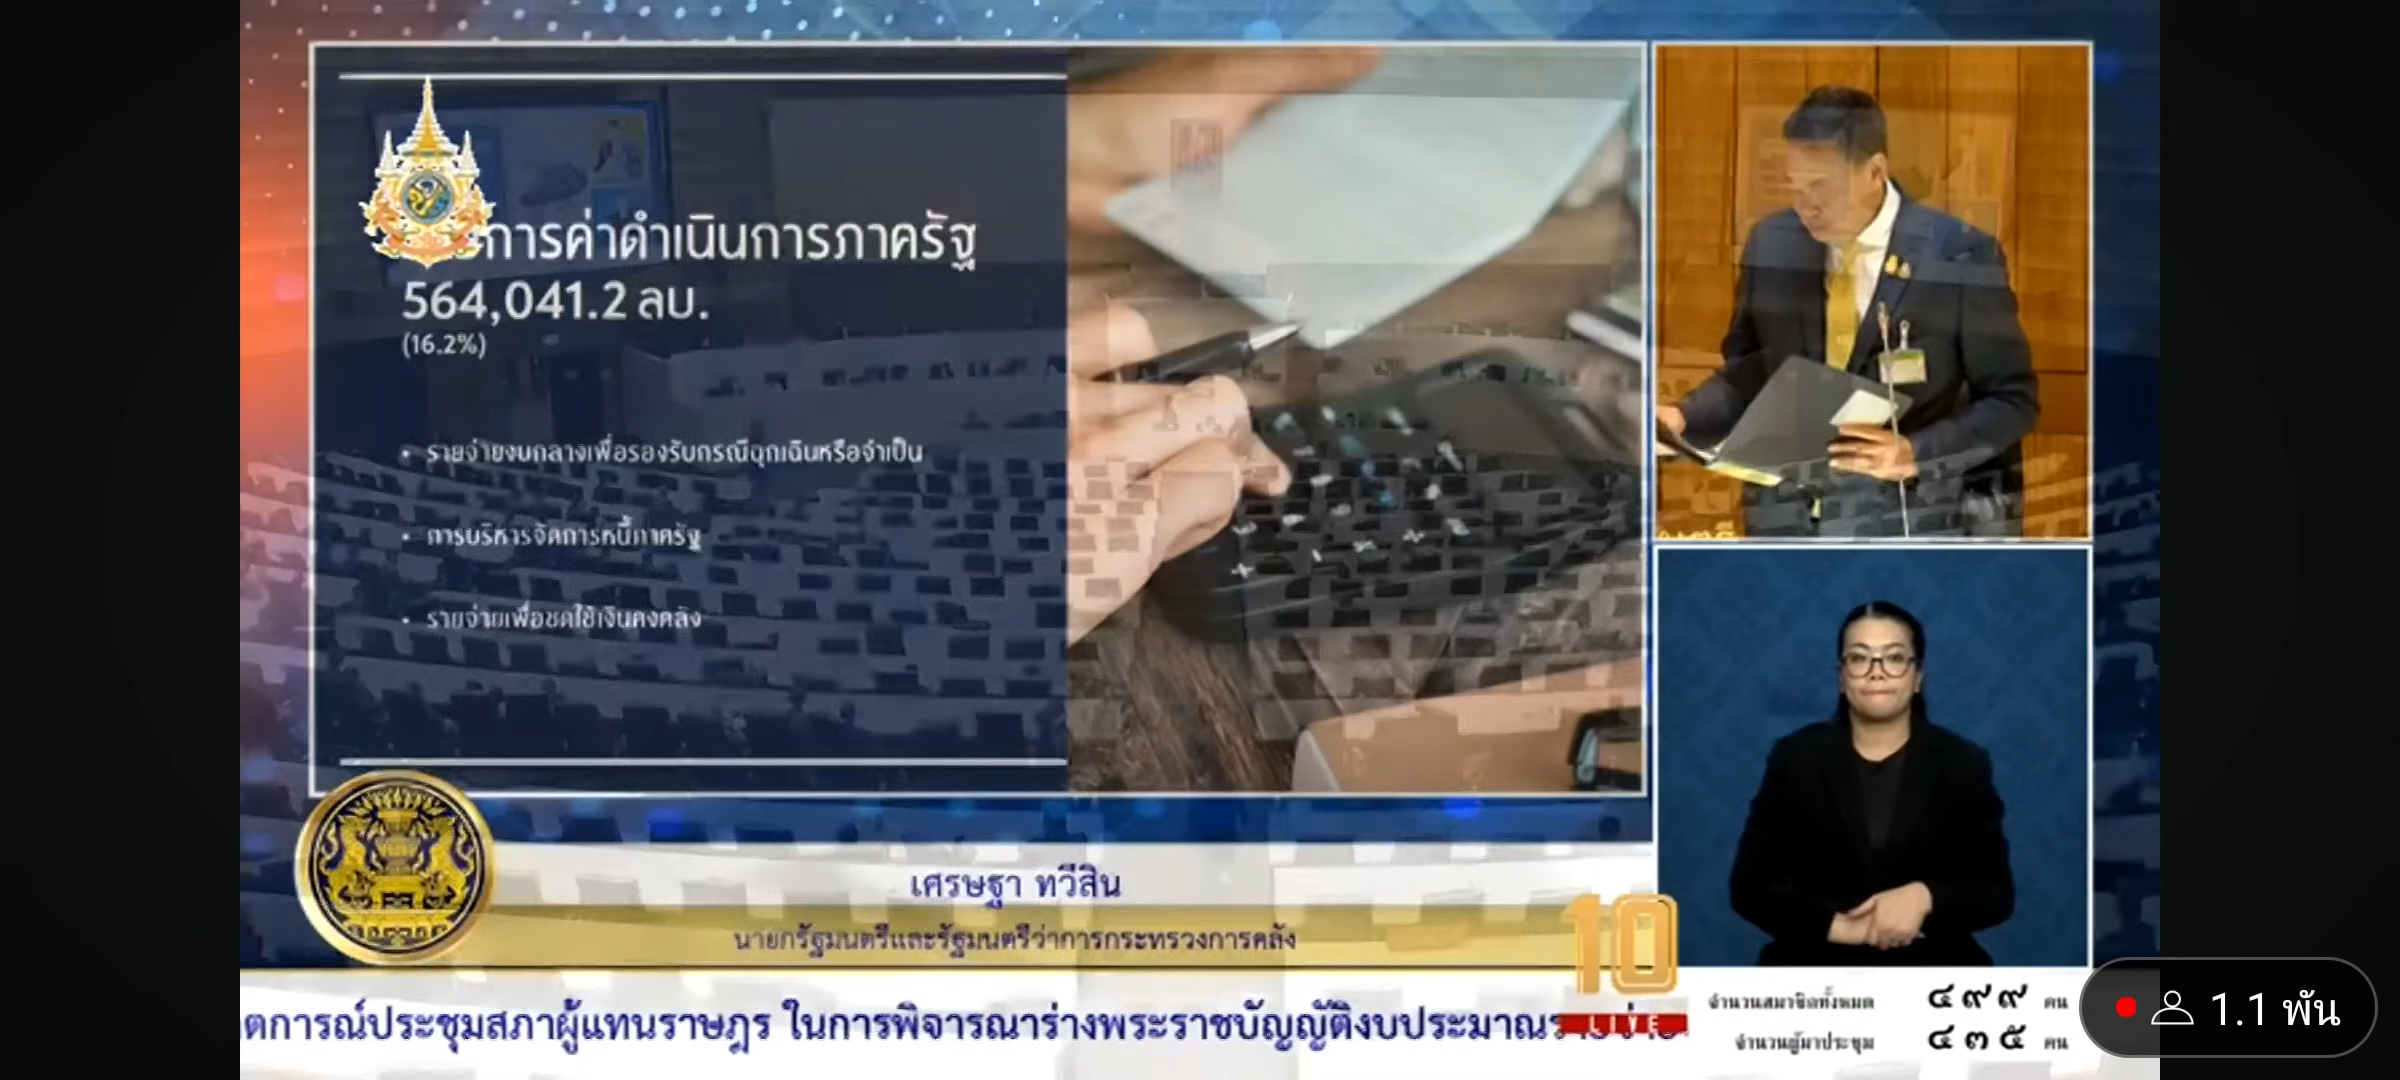 การค่าดำเนินการภาครัฐ
564,041.2 ลบ.
(16.2%)
• รายจ่ายงบกลางเพื่อรองรับกรณีฉุกเฉินหรือจำเป็น
• การบริหารจัดการหนี้ภาครัฐ
• รายจ่ายเพื่อชดใช้เงินคงคลัง
เศรษฐา ทวีสิน
นายกรัฐมนตรีและรัฐมนตรีว่าการกระทรวงการคลัง
10
LIVE
ตการณ์ประชุมสภาผู้แทนราษฎร ในการพิจารณาร่างพระราชบัญญัติงบประมาณ
จำนวนสมาชิกทั้งหมด ๔๙๙ คน
จำนวนผู้มาประชุม ๔๓๕ คน
1.1 พัน